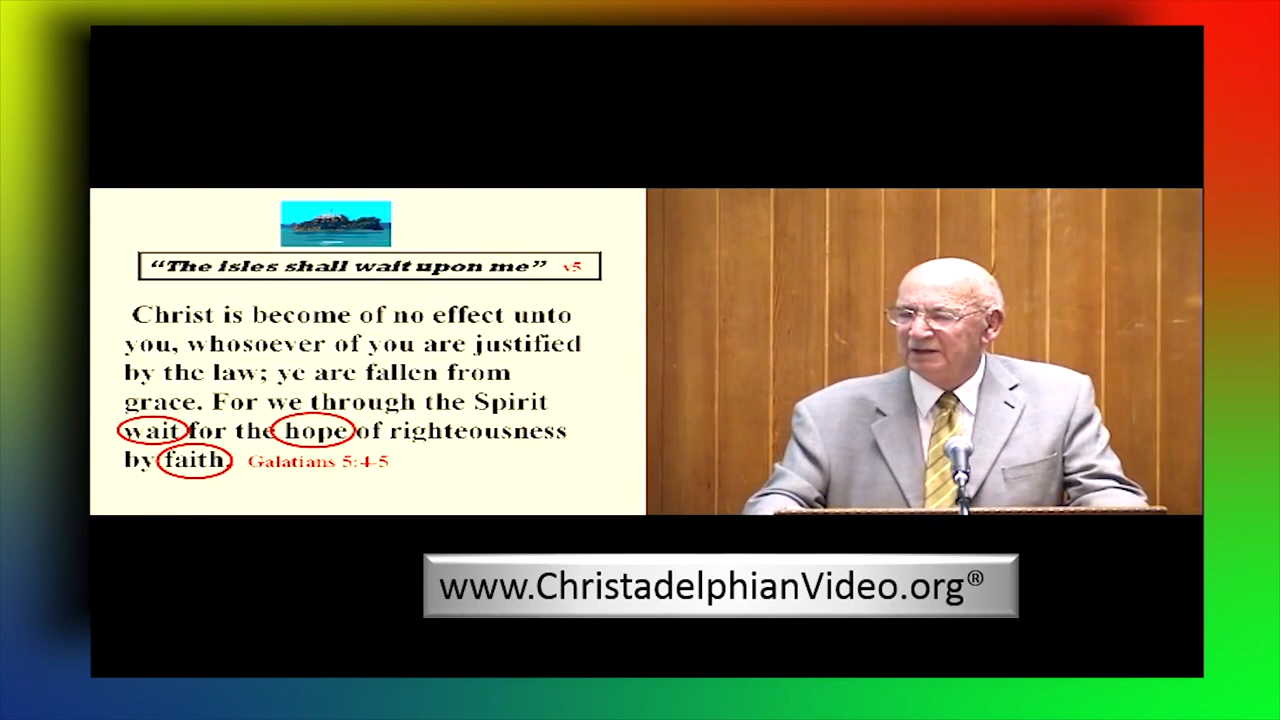 “The isles shall wait upon me” v5
Christ is become of no effect unto
you, whosoever of you are justified
by the law; ye are fallen from
grace. For we through the Spirit
wait for the hope of righteousness
by faith. Galatians 5:4-5
www.ChristadelphianVideo.org®